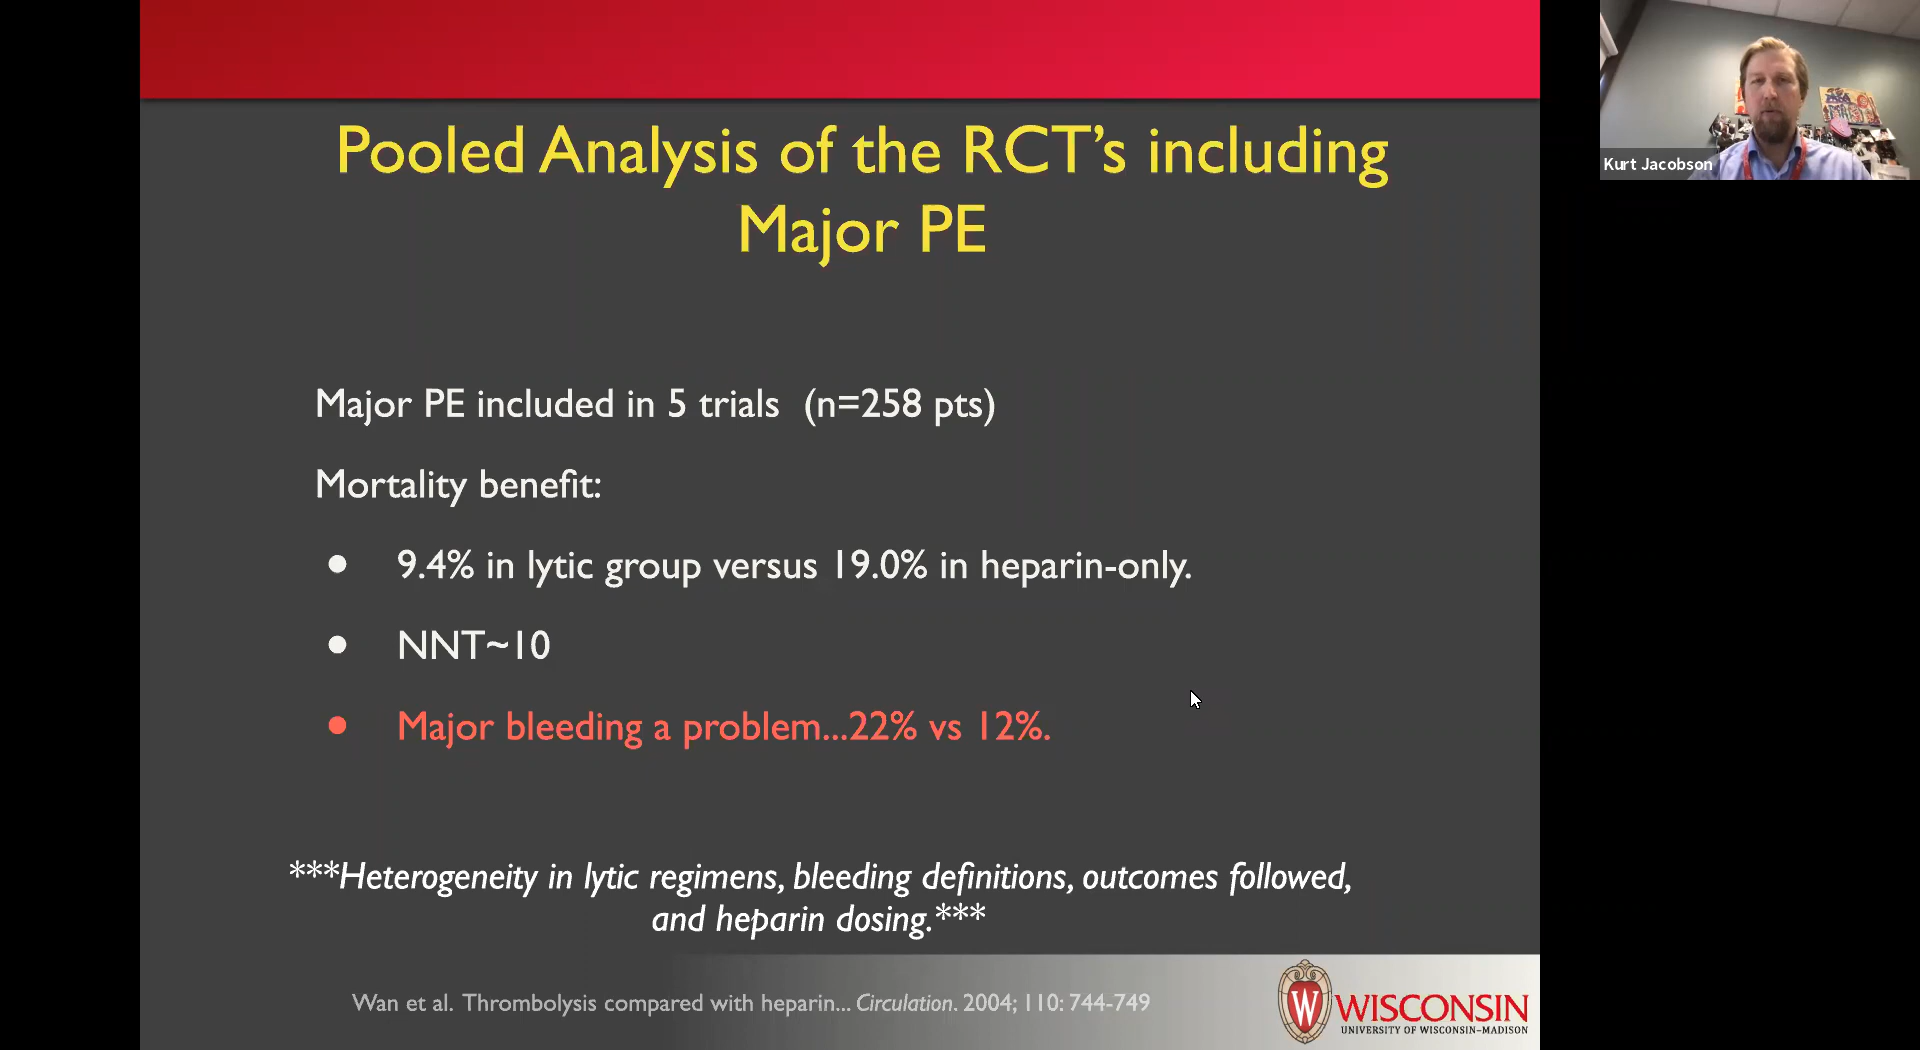 Pooled Analysis of the RCT's including
Major PE
Major PE included in 5 trials (n=258 pts)
Mortality benefit:
● 9.4% in lytic group versus 19.0% in heparin-only.
● NNT~10
● Major bleeding a problem...22% vs 12%.
***Heterogeneity in lytic regimens, bleeding definitions, outcomes followed,
and heparin dosing.***
Wan et al. Thrombolysis compared with heparin... Circulation. 2004; 110: 744-749
W
WISCONSIN
UNIVERSITY OF WISCONSIN–MADISON
Kurt Jacobson